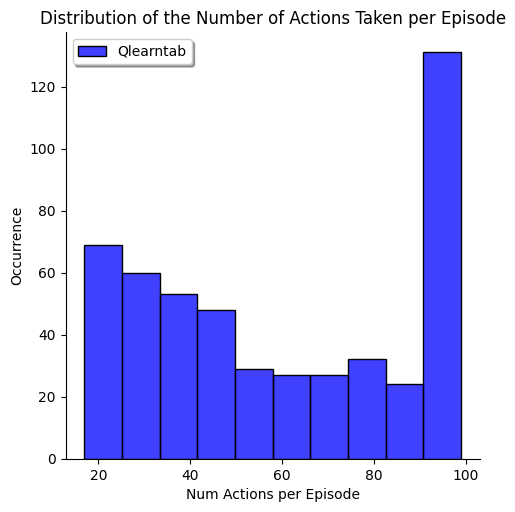 Distribution of the Number of Actions Taken per Episode
Qlearntab
120
100
80
60
40
20
0
Occurrence
20 40 60 80 100
Num Actions per Episode